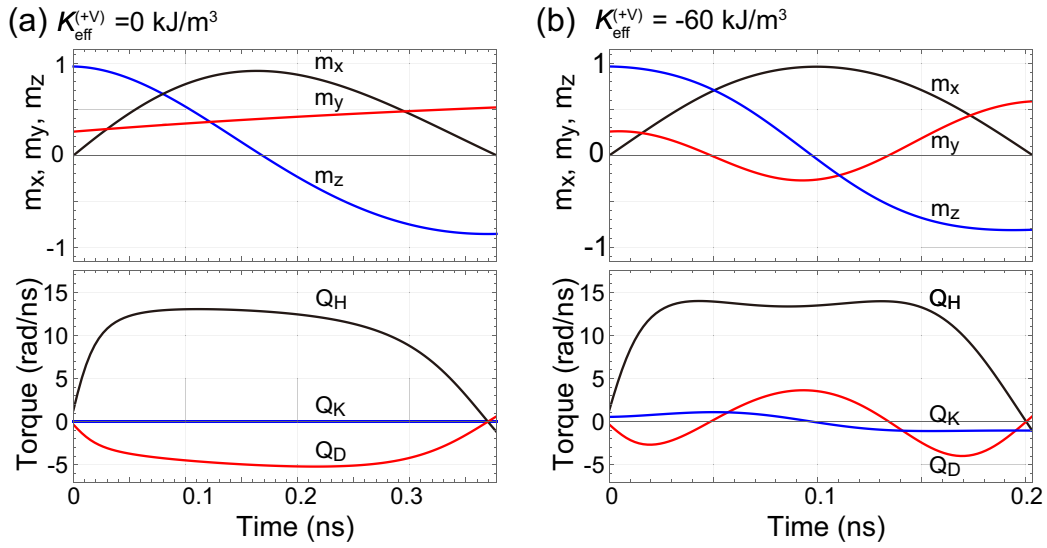 (a) K_eff^(+V) =0 kJ/m³
(b) K_eff^(+V) = -60 kJ/m³
m_x, m_y, m_z
1
0
-1
m_x
m_y
m_z
m_x, m_y, m_z
1
0
-1
m_x
m_y
m_z
Torque (rad/ns)
15
10
5
0
-5
Q_H
Q_K
Q_D
0 0.1 0.2 0.3
Time (ns)
Torque (rad/ns)
15
10
5
0
-5
Q_H
Q_K
Q_D
0 0.1 0.2
Time (ns)